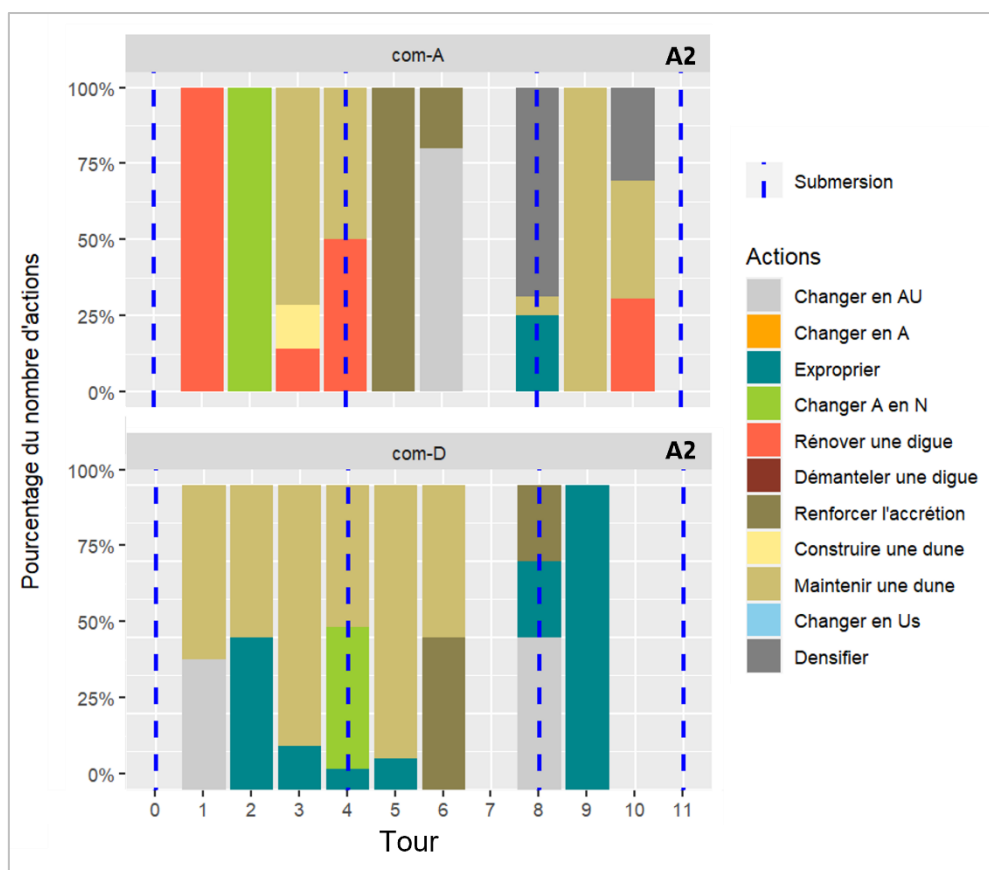 com-A
A2
100%
75%
50%
25%
0%
com-D
A2
100%
75%
50%
25%
0%
0 1 2 3 4 5 6 7 8 9 10 11
Tour
Pourcentage du nombre d'actions
Submersion
Actions
Changer en AU
Changer en A
Exproprier
Changer A en N
Rénover une digue
Démanteler une digue
Renforcer l'accrétion
Construire une dune
Maintenir une dune
Changer en Us
Densifier